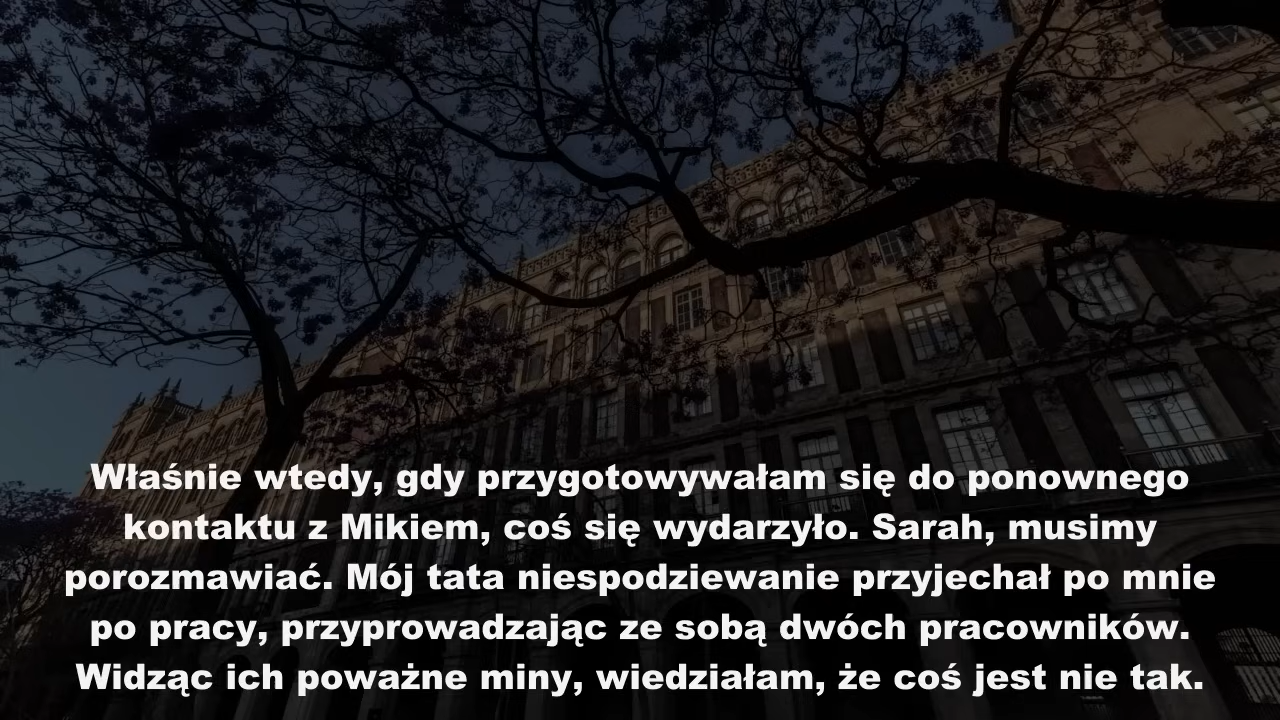 Właśnie wtedy, gdy przygotowywałam się do ponownego
kontaktu z Mikiem, coś się wydarzyło. Sarah, musimy
porozmawiać. Mój tata niespodziewanie przyjechał po mnie
po pracy, przyprowadzając ze sobą dwóch pracowników.
Widząc ich poważne miny, wiedziałam, że coś jest nie tak.